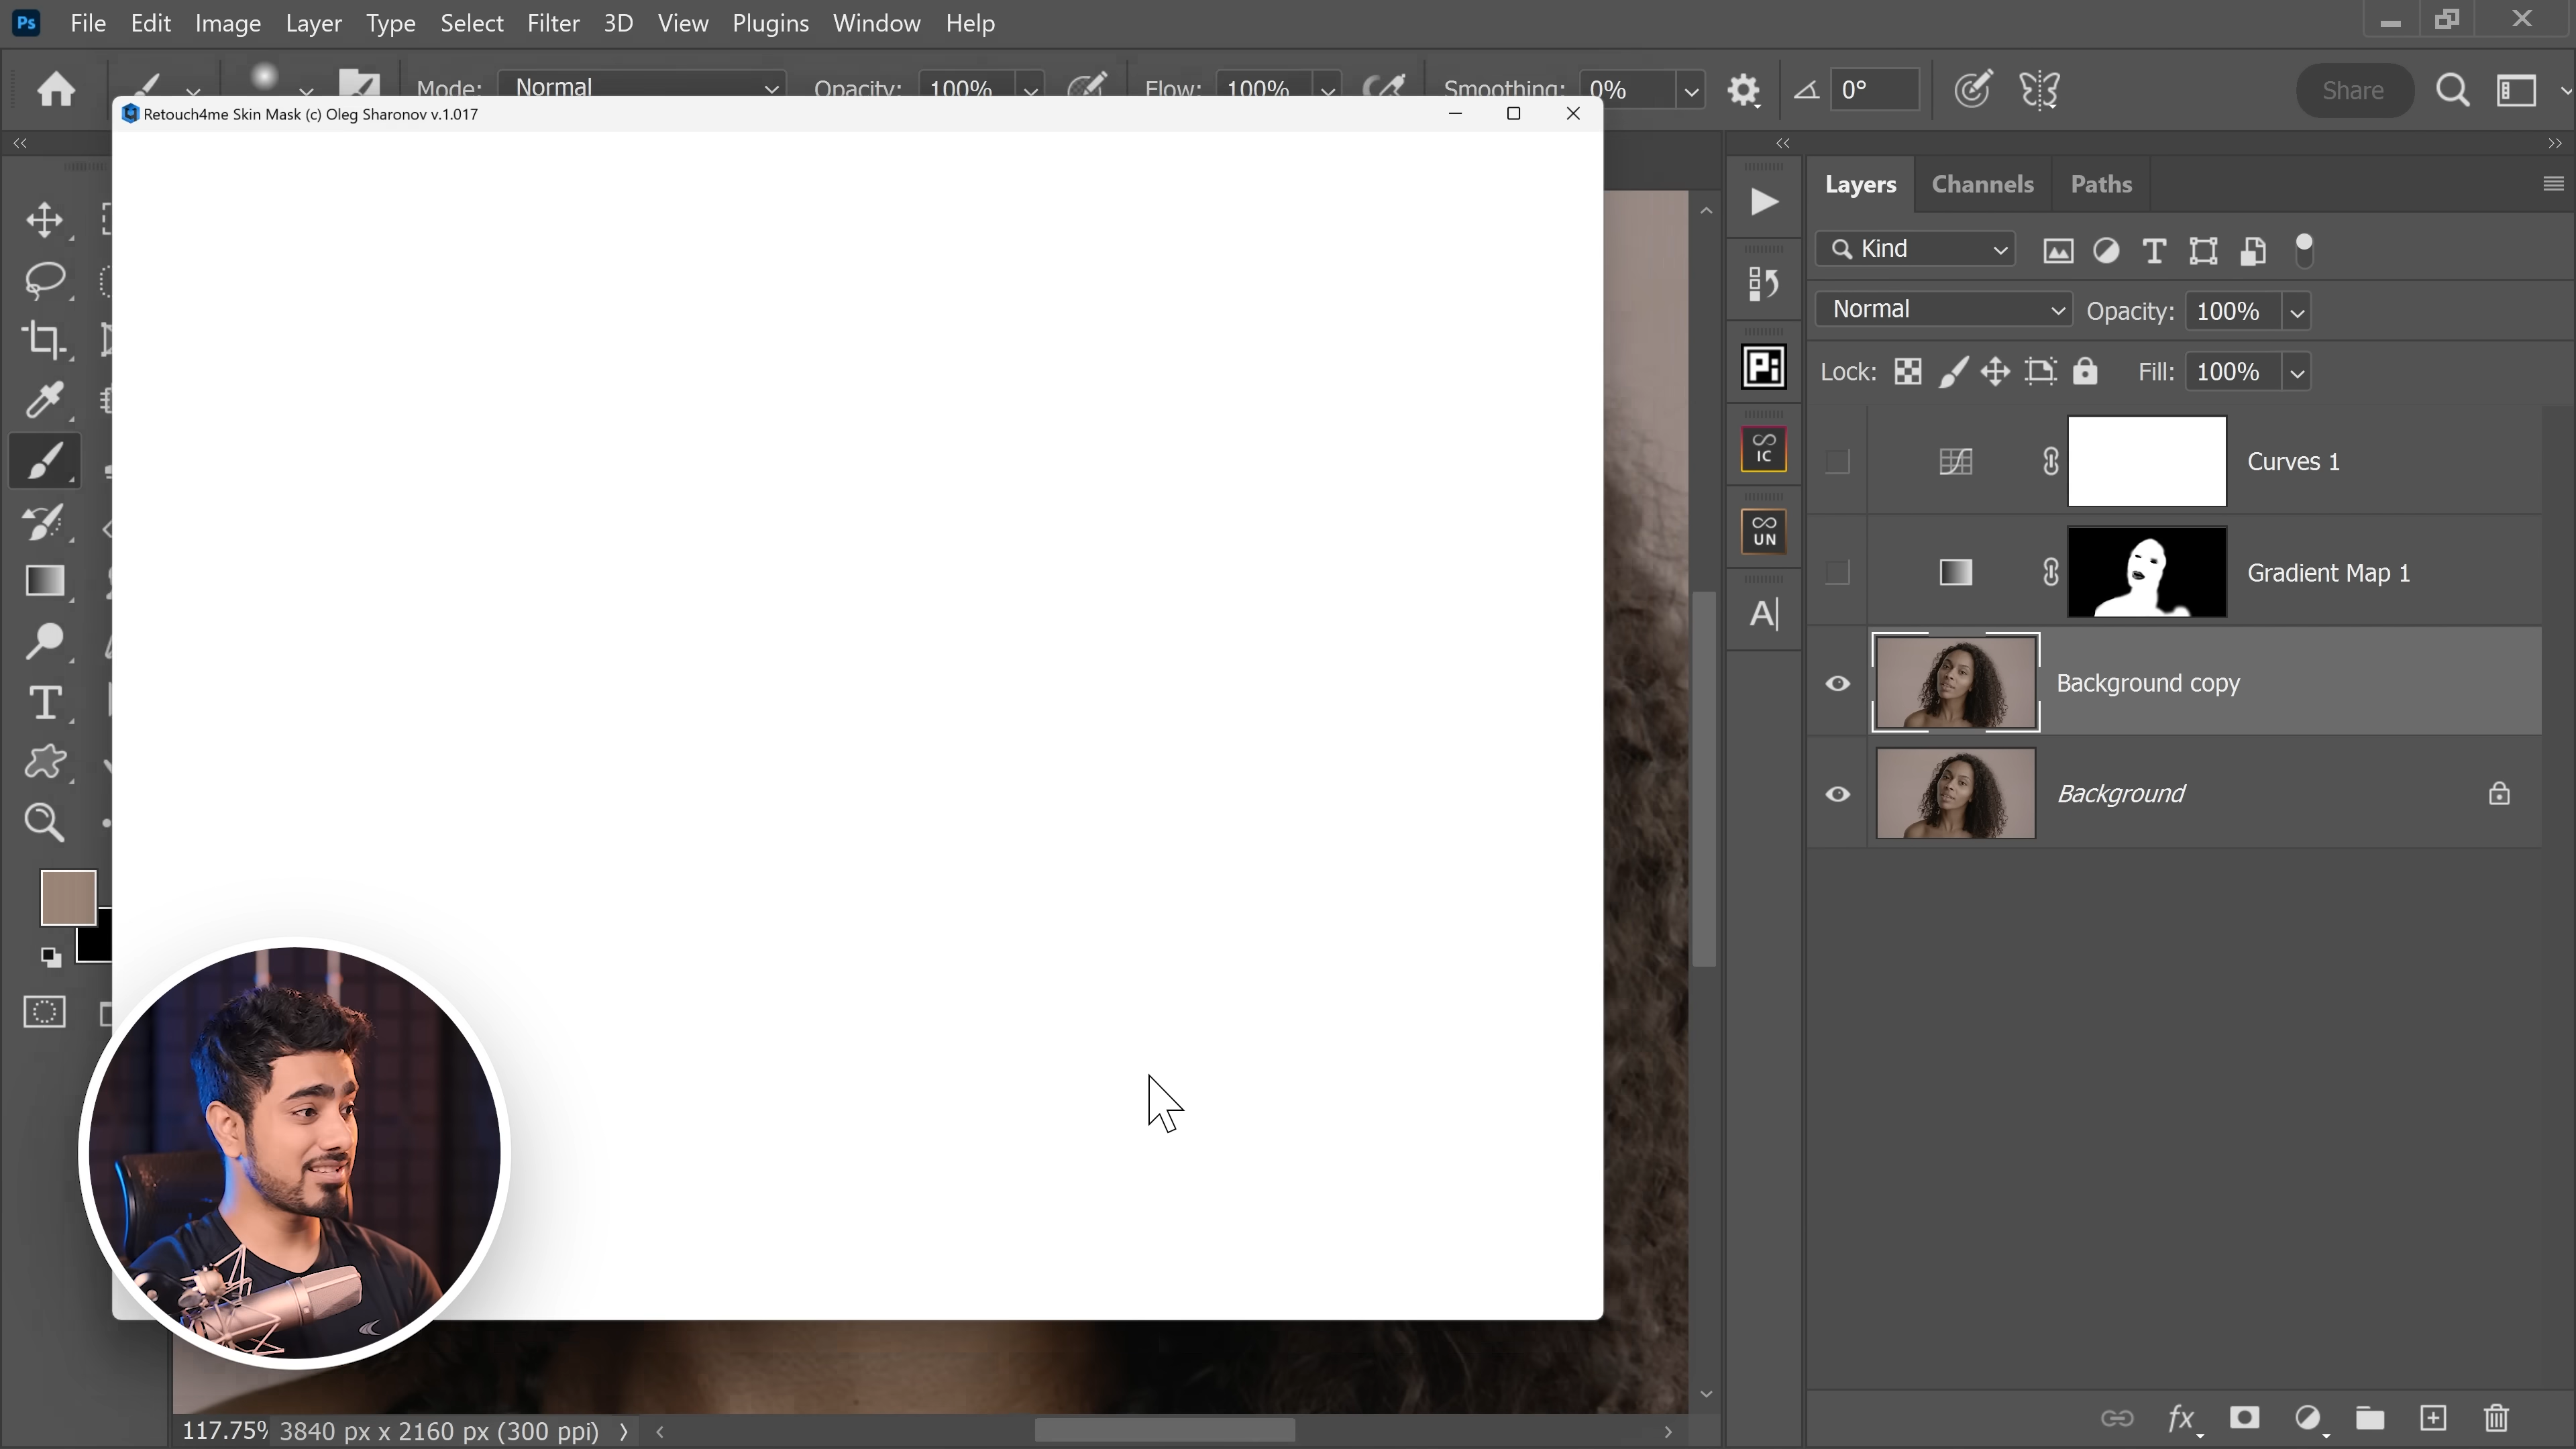 Ps File Edit Image Layer Type Select Filter 3D View Plugins Window Help
Mode: Normal Opacity: 100% Flow: 100% Smoothing: 0% 0° Share
Retouch4me Skin Mask (c) Oleg Sharonov v.1.017
Layers Channels Paths
Kind
Normal Opacity: 100%
Lock: Fill: 100%
Pi
IC
UN
A
Curves 1
Gradient Map 1
Background copy
Background
T
117.75% 3840 px x 2160 px (300 ppi)
fx